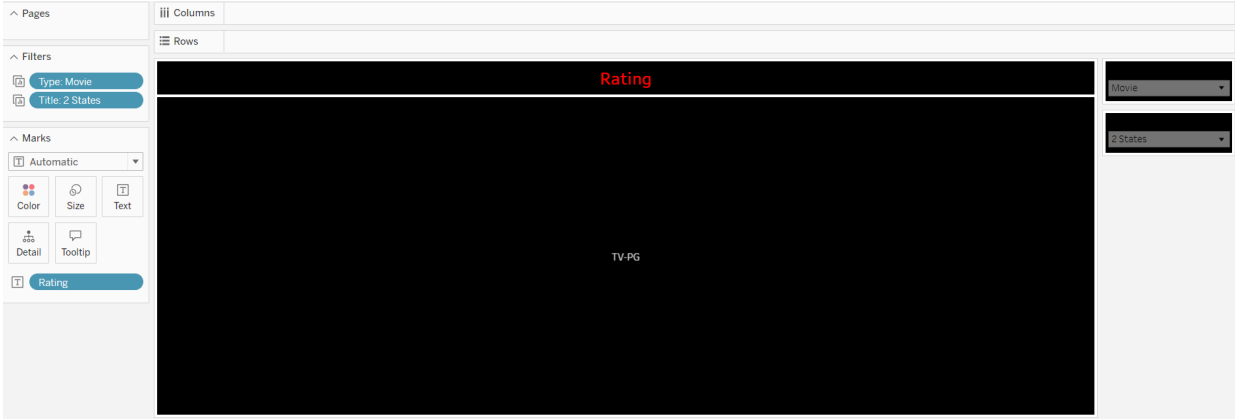 Pages
Columns
Rows
Filters
Type: Movie
Title: 2 States
Marks
Automatic
Color
Size
Text
Detail
Tooltip
Rating
Rating
TV-PG
Movie
2 States